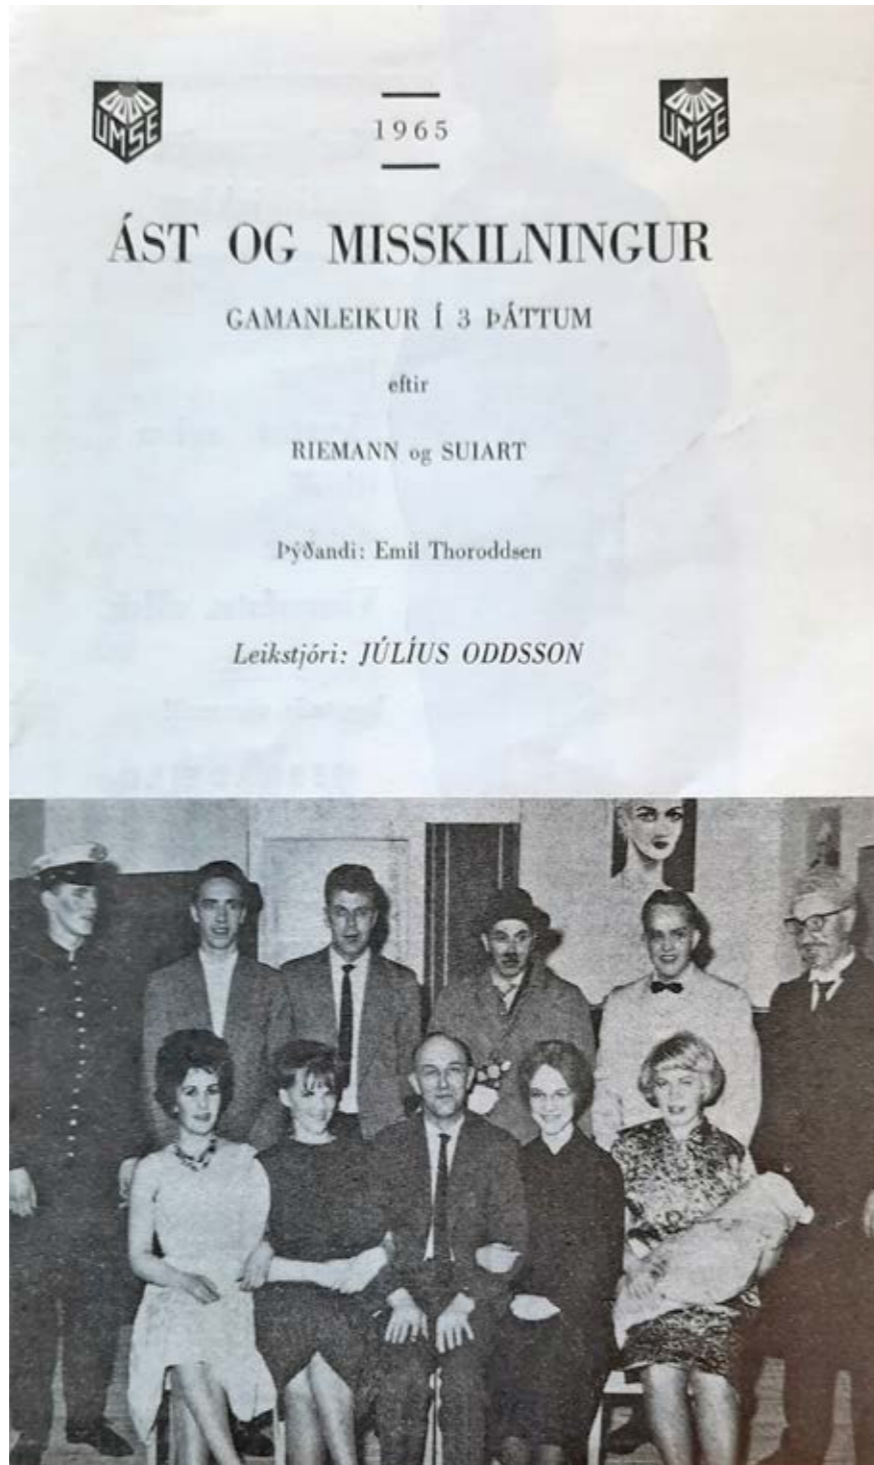 UMSE 1965 UMSE
ÁST OG MISSKILNINGUR
GAMANLEIKUR Í 3 ÞÁTTUM
eftir
RIEMANN og SUIART
Þýðandi: Emil Thoroddsen
Leikstjóri: JÚLÍUS ODDSSON